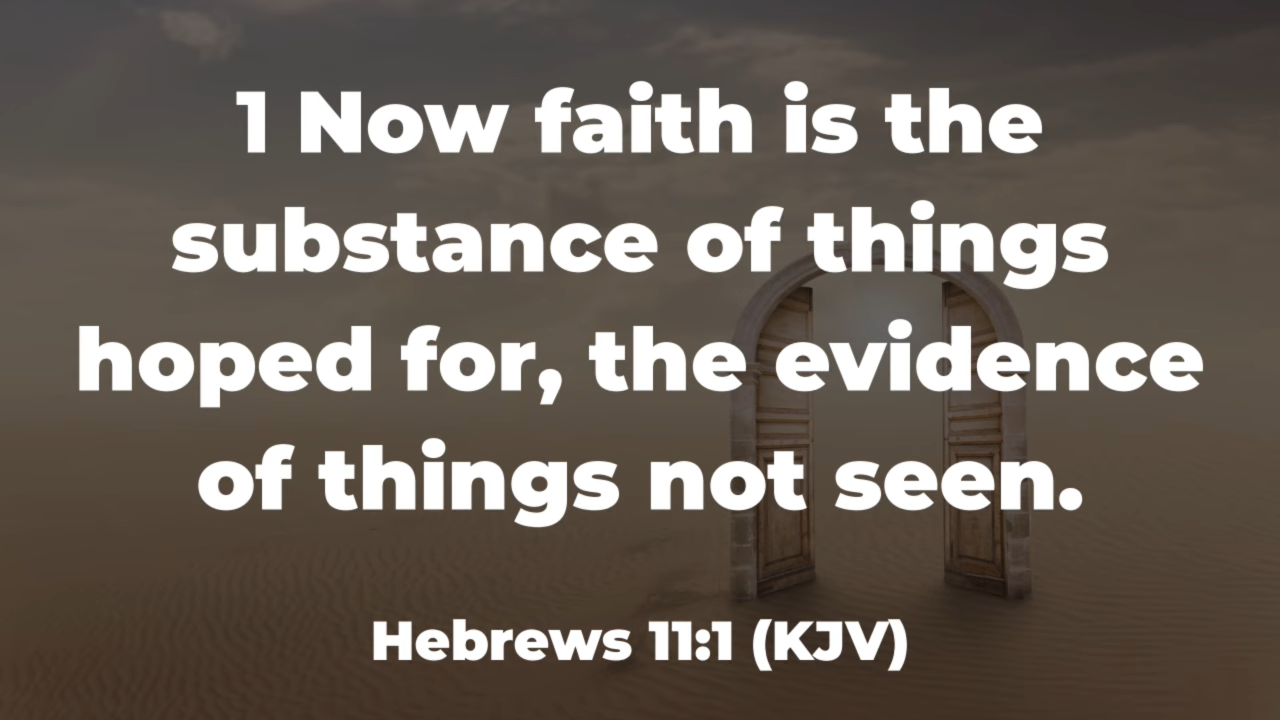 1 Now faith is the
substance of things
hoped for, the evidence
of things not seen.
Hebrews 11:1 (KJV)